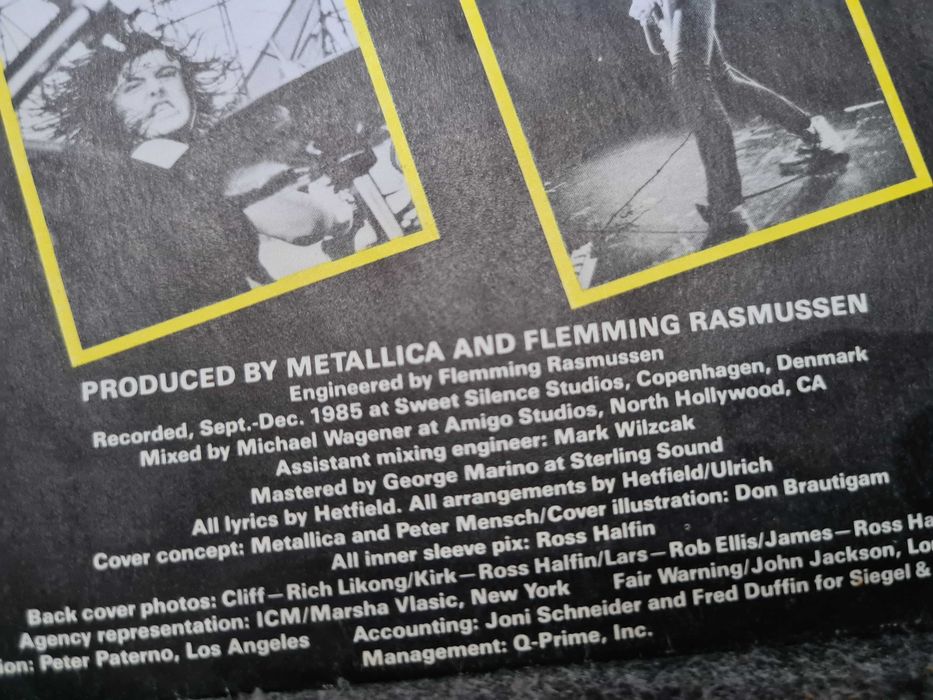 PRODUCED BY METALLICA AND FLEMMING RASMUSSEN
Engineered by Flemming Rasmussen
Recorded, Sept.-Dec. 1985 at Sweet Silence Studios, Copenhagen, Denmark
Mixed by Michael Wagener at Amigo Studios, North Hollywood, CA
Assistant mixing engineer: Mark Wilzcak
Mastered by George Marino at Sterling Sound
All lyrics by Hetfield. All arrangements by Hetfield/Ulrich
Cover concept: Metallica and Peter Mensch/Cover illustration: Don Brautigam
All inner sleeve pix: Ross Halfin
Back cover photos: Cliff—Rich Likong/Kirk—Ross Halfin/Lars—Rob Ellis/James—Ross
Agency representation: ICM/Marsha Vlasic, New York Fair Warning/John Jackson,
Peter Paterno, Los Angeles Accounting: Joni Schneider and Fred Duffin for Siegel &
Management: Q-Prime, Inc.